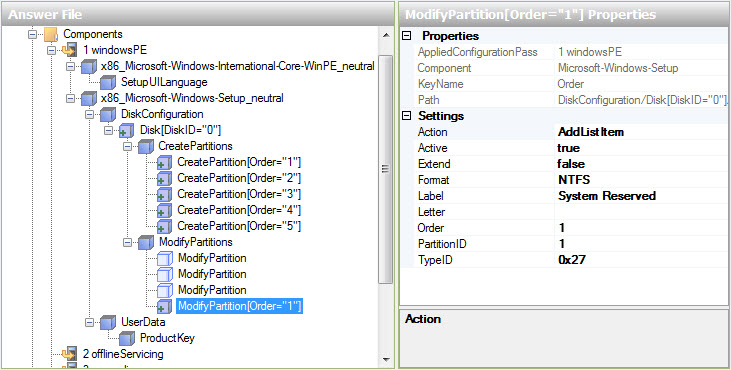 Answer File
Components
1 windowsPE
x86_Microsoft-Windows-International-Core-WinPE_neutral
SetupUILanguage
x86_Microsoft-Windows-Setup_neutral
DiskConfiguration
Disk[DiskID="0"]
CreatePartitions
CreatePartition[Order="1"]
CreatePartition[Order="2"]
CreatePartition[Order="3"]
CreatePartition[Order="4"]
CreatePartition[Order="5"]
ModifyPartitions
ModifyPartition
ModifyPartition
ModifyPartition
ModifyPartition[Order="1"]
UserData
ProductKey
2 offlineServicing
ModifyPartition[Order="1"] Properties
Properties
AppliedConfigurationPass 1 windowsPE
Component Microsoft-Windows-Setup
KeyName Order
Path DiskConfiguration/Disk[DiskID="0"].
Settings
Action AddListItem
Active true
Extend false
Format NTFS
Label System Reserved
Letter
Order 1
PartitionID 1
TypeID 0x27
Action